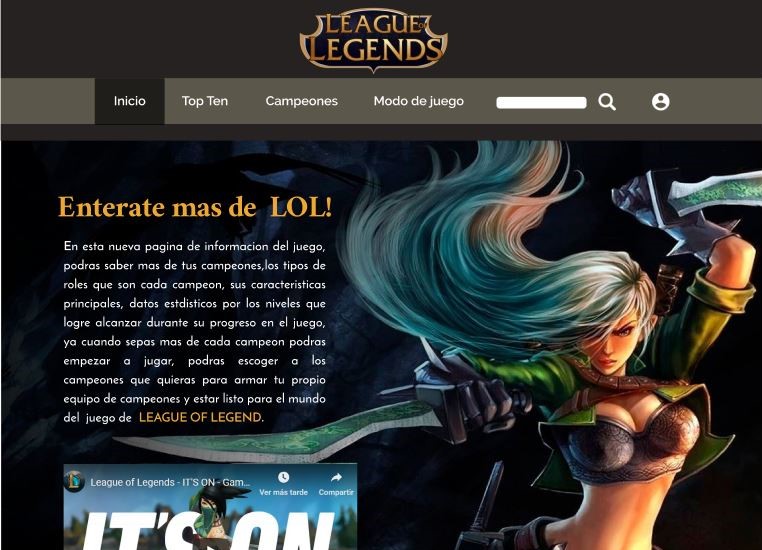 LEAGUE OF
LEGENDS
Inicio Top Ten Campeones Modo de juego
Enterate mas de LOL!
En esta nueva pagina de informacion del juego,
podras saber mas de tus campeones,los tipos de
roles que son cada campeon, sus caracteristicas
principales, datos estdisticos por los niveles que
logre alcanzar durante su progreso en el juego,
ya cuando sepas mas de cada campeon podras
empezar a jugar, podras escoger a los
campeones que quieras para armar tu propio
equipo de campeones y estar listo para el mundo
del juego de LEAGUE OF LEGEND.
League of Legends - IT'S ON - Gam...
Ver más tarde Compartir
IT'S ON